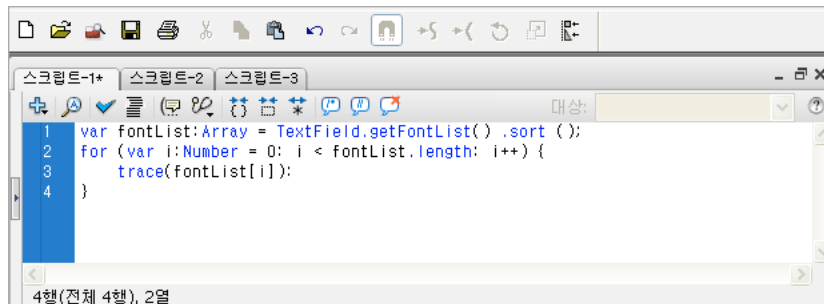 스크립트-1* 스크립트-2 스크립트-3
대상:
1 var fontList:Array = TextField.getFontList() .sort ();
2 for (var i:Number = 0; i < fontList.length; i++) {
3 trace(fontList[i]);
4 }
4행(전체 4행), 2열